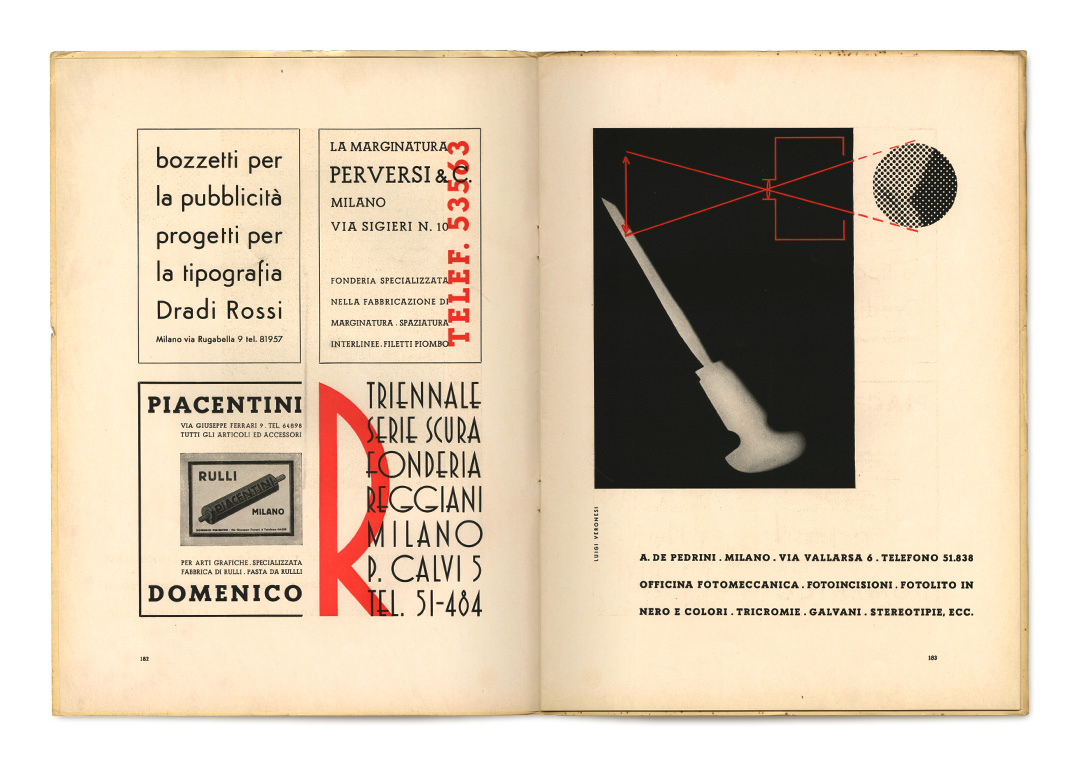 bozzetti per
la pubblicità
progetti per
la tipografia
Dradi Rossi
Milano via Rugabella 9 tel. 81957
LA MARGINATURA
PERVERSI & C.
MILANO
VIA SIGIERI N. 10
FONDERIA SPECIALIZZATA
NELLA FABBRICAZIONE DI
MARGINATURA . SPAZIATURA
INTERLINEE . FILETTI PIOMBO
TELEF. 53563
PIACENTINI
VIA GIUSEPPE FERRARI 9 . TEL 64898
TUTTI GLI ARTICOLI ED ACCESSORI
RULLI
PIACENTINI
MILANO
PER ARTI GRAFICHE . SPECIALIZZATA
FABBRICA DI RULLI . PASTA DA RULLLI
DOMENICO
R
TRIENNALE
SERIE SCURA
FONDERIA
REGGIANI
MILANO
P. CALVI 5
TEL. 51-484
182
LUIGI VERONESI
A. DE PEDRINI . MILANO . VIA VALLARSA 6 . TELEFONO 51.838
OFFICINA FOTOMECCANICA . FOTOINCISIONI . FOTOLITO IN
NERO E COLORI . TRICROMIE . GALVANI . STEREOTIPIE, ECC.
183